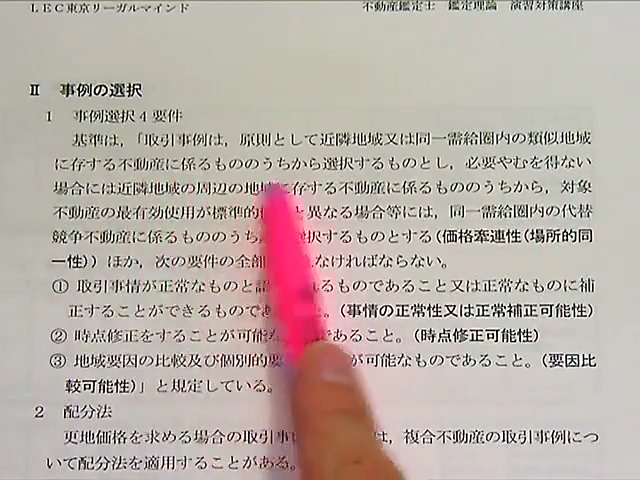 LEC東京リーガルマインド 不動産鑑定士 鑑定理論 演習対策講座
Ⅱ 事例の選択
1 事例選択4要件
基準は，「取引事例は，原則として近隣地域又は同一需給圏内の類似地域
に存する不動産に係るもののうちから選択するものとし，必要やむを得ない
場合には近隣地域の周辺の地域に存する不動産に係るもののうちから，対象
不動産の最有効使用が標準的 と異なる場合等には，同一需給圏内の代替
競争不動産に係るもののうち 選択するものとする(価格牽連性(場所的同
一性)) ほか，次の要件の全部 なければならない。
① 取引事情が正常なものと れるものであること又は正常なものに補
正することができるもので 。(事情の正常性又は正常補正可能性)
② 時点修正をすることが可能 あること。(時点修正可能性)
③ 地域要因の比較及び個別的要 が可能なものであること。(要因比
較可能性)」と規定している。
2 配分法
更地価格を求める場合の取引事 は，複合不動産の取引事例につ
いて配分法を適用することがある。